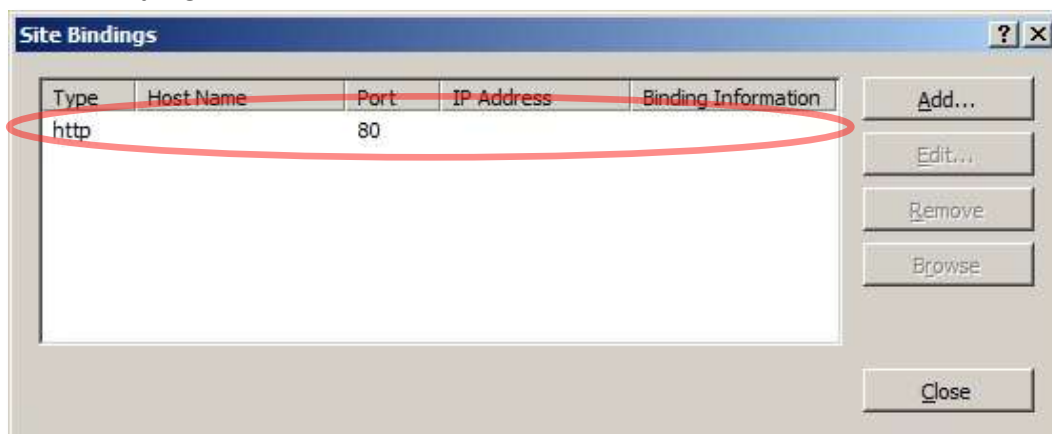 Site Bindings ? X
Type Host Name Port IP Address Binding Information
http 80
Add...
Edit...
Remove
Browse
Close